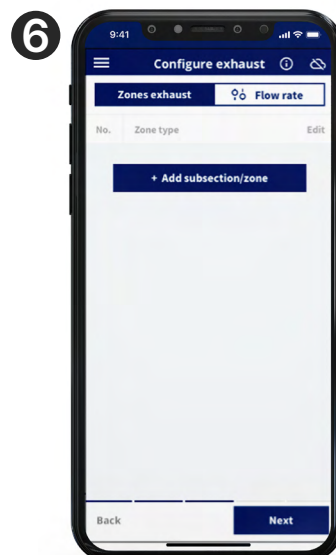 6
9:41
Configure exhaust
Zones exhaust Flow rate
No. Zone type Edit
+ Add subsection/zone
Back Next